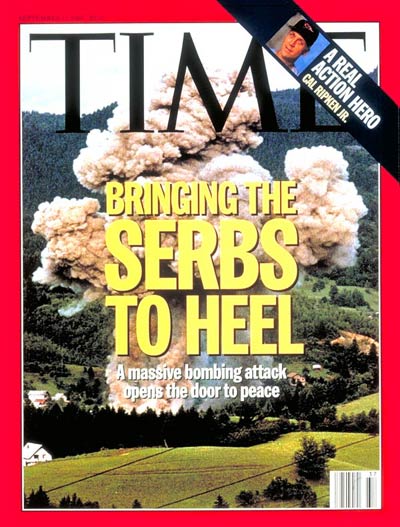 TIME
A REAL
ACTION HERO
CAL RIPKEN JR.
BRINGING THE
SERBS
TO HEEL
A massive bombing attack
opens the door to peace
37